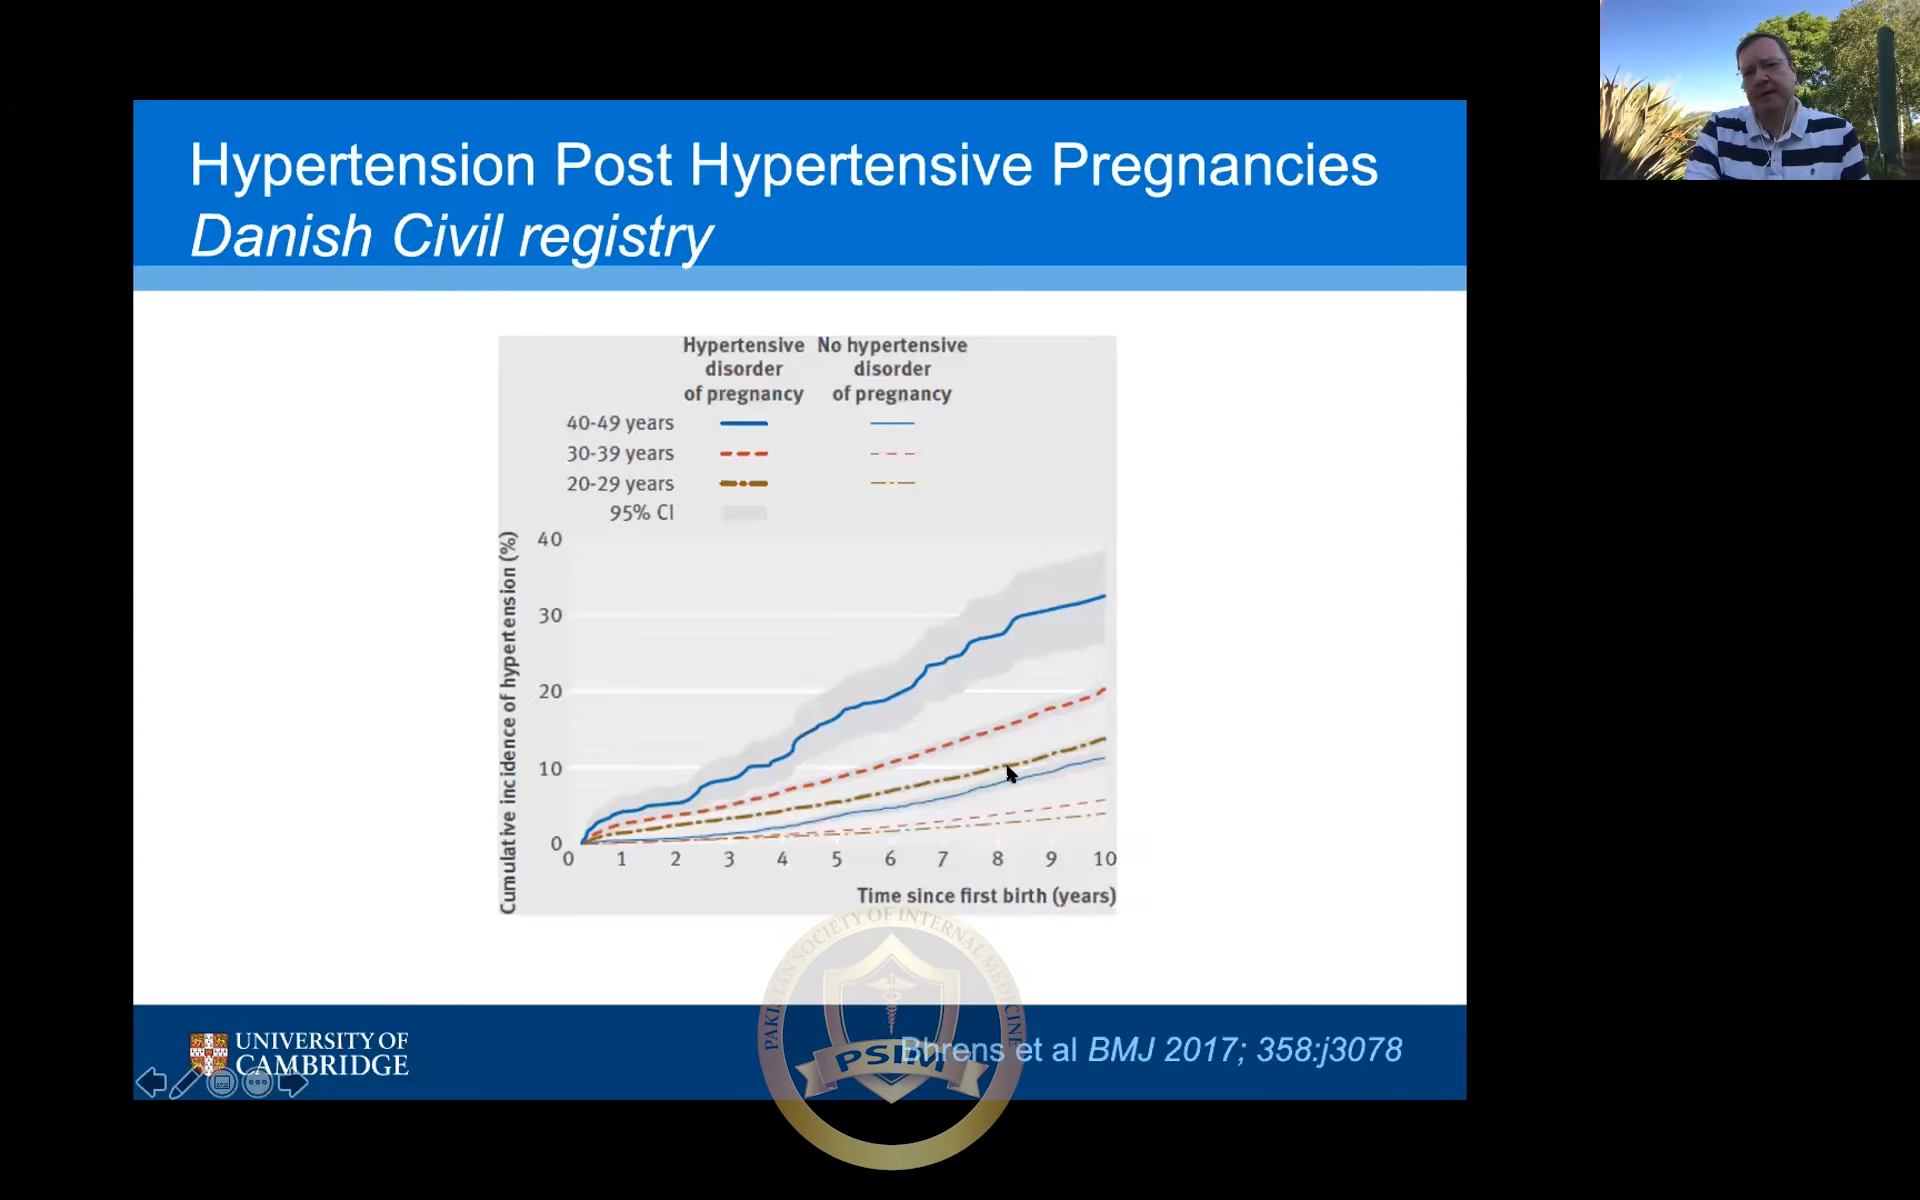 Hypertension Post Hypertensive Pregnancies
Danish Civil registry
Hypertensive No hypertensive
disorder disorder
of pregnancy of pregnancy
40-49 years
30-39 years
20-29 years
95% CI
Cumulative incidence of hypertension (%)
40
30
20
10
0
0 1 2 3 4 5 6 7 8 9 10
Time since first birth (years)
PAKISTAN SOCIETY OF INTERNAL MEDICINE
PSIM
UNIVERSITY OF
CAMBRIDGE
Bhrens et al BMJ 2017; 358:j3078